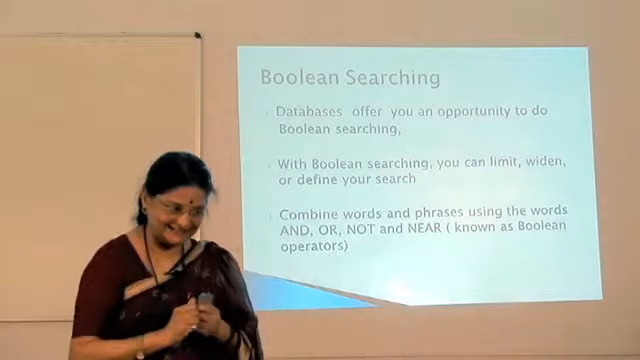 Boolean Searching
Databases offer you an opportunity to do
Boolean searching,
With Boolean searching, you can limit, widen,
or define your search
Combine words and phrases using the words
AND, OR, NOT and NEAR ( known as Boolean
operators)